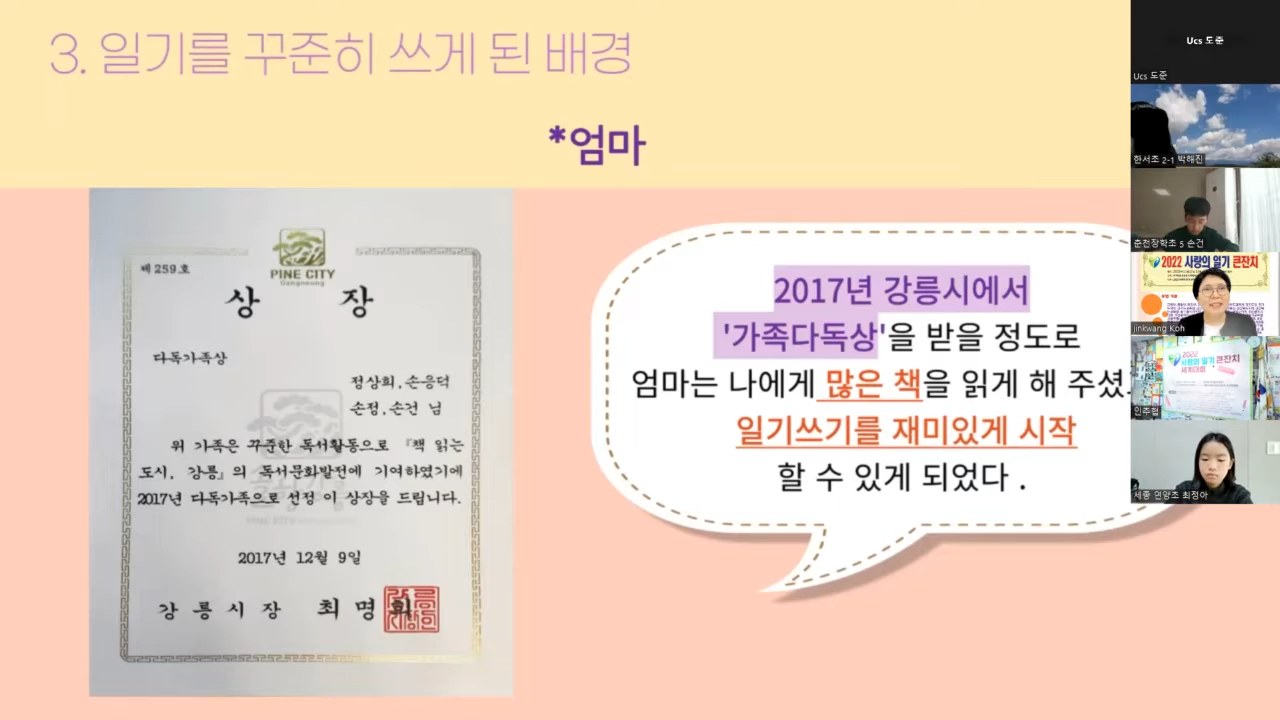 3. 일기를 꾸준히 쓰게 된 배경
*엄마
제 259호
PINE CITY
Gangneung
상 장
다독가족상
정상희, 손응덕
손정, 손건 님
위 가족은 꾸준한 독서활동으로 『책 읽는
도시, 강릉』의 독서문화발전에 기여하였기에
2017년 다독가족으로 선정 이 상장을 드립니다.
2017년 12월 9일
강 릉 시 장 최 명 희
2017년 강릉시에서
'가족다독상'을 받을 정도로
엄마는 나에게 많은 책을 읽게 해 주셨
일기쓰기를 재미있게 시작
할 수 있게 되었다 .
Ucs 도준
Ucs 도준
한서초 2-1 박해진
춘천장학초 5 손건
2022 사랑의 일기 큰잔치
jinkwang Koh
2022
사랑의 일기 큰잔치
세계대회
인추협
세종 연양초 최정아